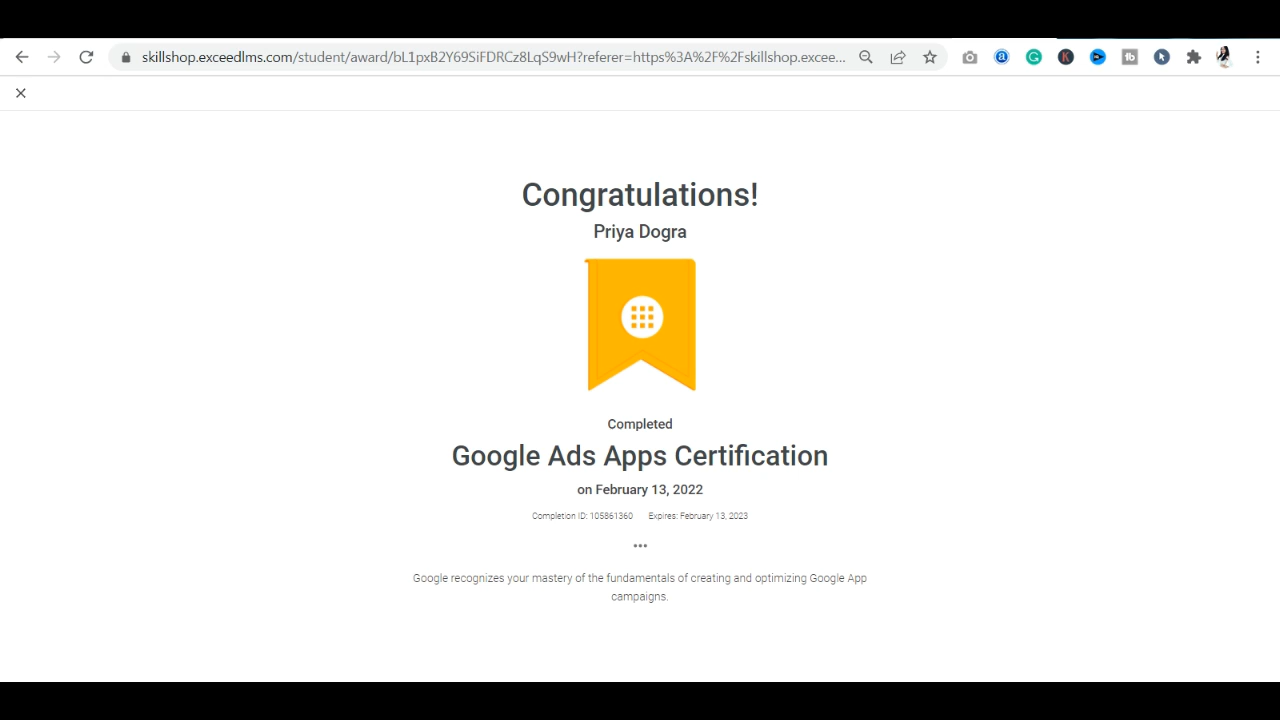 skillshop.exceedlms.com/student/award/bL1pxB2Y69SiFDRCz8LqS9wH?referer=https%3A%2F%2Fskillshop.excee...
Congratulations!
Priya Dogra
Completed
Google Ads Apps Certification
on February 13, 2022
Completion ID: 105861360 Expires: February 13, 2023
Google recognizes your mastery of the fundamentals of creating and optimizing Google App
campaigns.